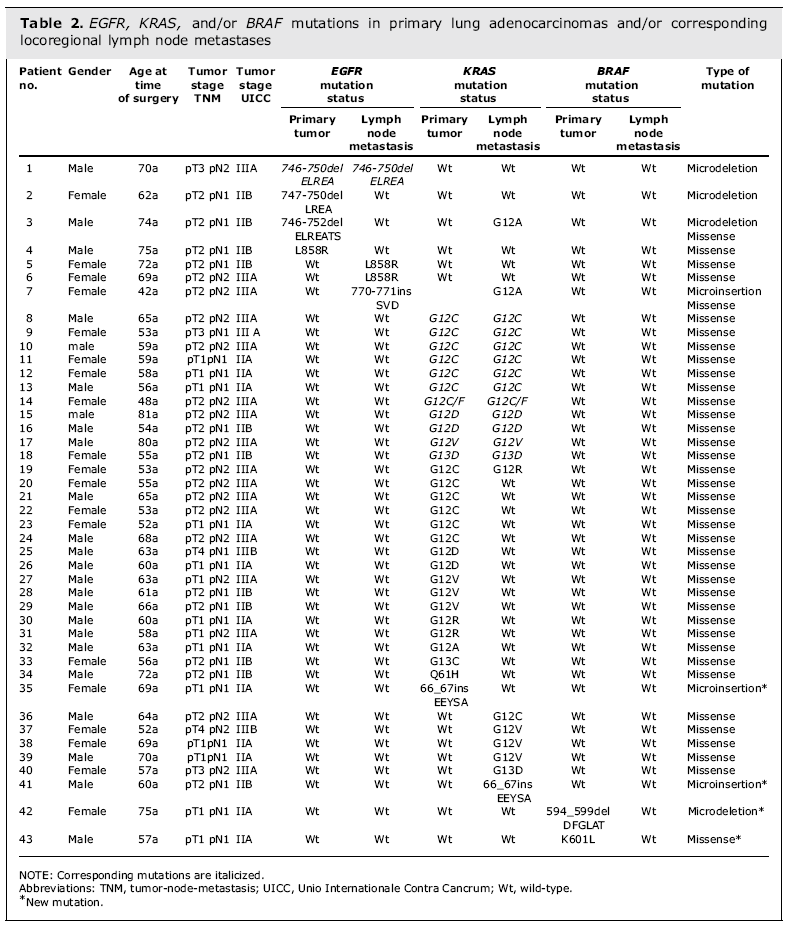 Table 2. EGFR, KRAS, and/or BRAF mutations in primary lung adenocarcinomas and/or corresponding
locoregional lymph node metastases
Patient Gender Age at Tumor Tumor EGFR KRAS BRAF Type of
no. time stage stage mutation mutation mutation mutation
of surgery TNM UICC status status status
Primary Lymph Primary Lymph Primary Lymph
tumor node tumor node tumor node
metastasis metastasis metastasis
1 Male 70a pT3 pN2 IIIA 746-750del 746-750del Wt Wt Wt Wt Microdeletion
ELREA ELREA
2 Female 62a pT2 pN1 IIB 747-750del Wt Wt Wt Wt Wt Microdeletion
LREA
3 Male 74a pT2 pN1 IIB 746-752del Wt Wt G12A Wt Wt Microdeletion
ELREATS Missense
4 Male 75a pT2 pN1 IIB L858R Wt Wt Wt Wt Wt Missense
5 Female 72a pT2 pN1 IIB Wt L858R Wt Wt Wt Wt Missense
6 Female 69a pT2 pN2 IIIA Wt L858R Wt Wt Wt Wt Missense
7 Female 42a pT2 pN2 IIIA Wt 770-771ins G12A Wt Wt Microinsertion
SVD Missense
8 Male 65a pT2 pN2 IIIA Wt Wt G12C G12C Wt Wt Missense
9 Female 53a pT3 pN1 III A Wt Wt G12C G12C Wt Wt Missense
10 male 59a pT2 pN2 IIIA Wt Wt G12C G12C Wt Wt Missense
11 Female 59a pT1pN1 IIA Wt Wt G12C G12C Wt Wt Missense
12 Female 58a pT1 pN1 IIA Wt Wt G12C G12C Wt Wt Missense
13 Male 56a pT1 pN1 IIA Wt Wt G12C G12C Wt Wt Missense
14 Female 48a pT2 pN2 IIIA Wt Wt G12C/F G12C/F Wt Wt Missense
15 male 81a pT2 pN2 IIIA Wt Wt G12D G12D Wt Wt Missense
16 Male 54a pT2 pN1 IIB Wt Wt G12D G12D Wt Wt Missense
17 Male 80a pT2 pN2 IIIA Wt Wt G12V G12V Wt Wt Missense
18 Female 55a pT2 pN1 IIB Wt Wt G13D G13D Wt Wt Missense
19 Female 53a pT2 pN2 IIIA Wt Wt G12C G12R Wt Wt Missense
20 Female 55a pT2 pN2 IIIA Wt Wt G12C Wt Wt Wt Missense
21 Male 65a pT2 pN2 IIIA Wt Wt G12C Wt Wt Wt Missense
22 Female 53a pT2 pN2 IIIA Wt Wt G12C Wt Wt Wt Missense
23 Female 52a pT1 pN1 IIA Wt Wt G12C Wt Wt Wt Missense
24 Male 68a pT2 pN2 IIIA Wt Wt G12C Wt Wt Wt Missense
25 Male 63a pT4 pN1 IIIB Wt Wt G12D Wt Wt Wt Missense
26 Male 60a pT1 pN1 IIA Wt Wt G12D Wt Wt Wt Missense
27 Male 63a pT1 pN2 IIIA Wt Wt G12V Wt Wt Wt Missense
28 Male 61a pT2 pN1 IIB Wt Wt G12V Wt Wt Wt Missense
29 Male 66a pT2 pN1 IIB Wt Wt G12V Wt Wt Wt Missense
30 Male 60a pT1 pN1 IIA Wt Wt G12R Wt Wt Wt Missense
31 Male 58a pT1 pN2 IIIA Wt Wt G12R Wt Wt Wt Missense
32 Male 63a pT1 pN1 IIA Wt Wt G12A Wt Wt Wt Missense
33 Female 56a pT2 pN1 IIB Wt Wt G13C Wt Wt Wt Missense
34 Male 72a pT2 pN1 IIB Wt Wt Q61H Wt Wt Wt Missense
35 Female 69a pT1 pN1 IIA Wt Wt 66_67ins Wt Wt Wt Microinsertion*
EEYSA
36 Male 64a pT2 pN2 IIIA Wt Wt Wt G12C Wt Wt Missense
37 Female 52a pT4 pN2 IIIB Wt Wt Wt G12V Wt Wt Missense
38 Female 69a pT1pN1 IIA Wt Wt Wt G12V Wt Wt Missense
39 Male 70a pT1pN1 IIA Wt Wt Wt G12V Wt Wt Missense
40 Female 57a pT3 pN2 IIIA Wt Wt Wt G13D Wt Wt Missense
41 Male 60a pT2 pN1 IIB Wt Wt Wt 66_67ins Wt Wt Microinsertion*
EEYSA
42 Female 75a pT1 pN1 IIA Wt Wt Wt Wt 594_599del Wt Microdeletion*
DFGLAT
43 Male 57a pT1 pN1 IIA Wt Wt Wt Wt K601L Wt Missense*
NOTE: Corresponding mutations are italicized.
Abbreviations: TNM, tumor-node-metastasis; UICC, Unio Internationale Contra Cancrum; Wt, wild-type.
*New mutation.